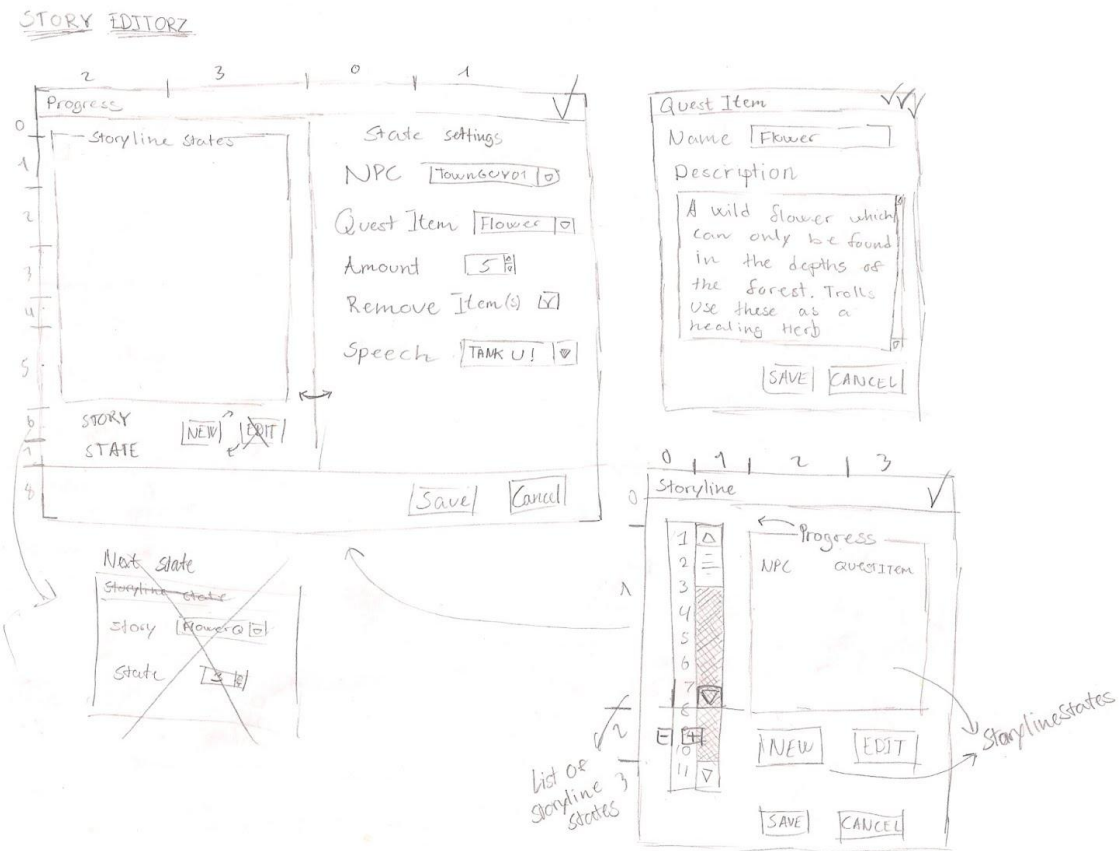 STORY EDITORZ
2 3 0 1
Progress
0
1
2
3
4
5
6
7
8
Storyline states
STORY
STATE
NEW
EDIT
State settings
NPC TownGuy01
Quest Item Flower
Amount 5
Remove Item(s)
Speech TANK U!
Save Cancel
Quest Item
Name Flower
Description
A wild flower which
can only be found
in the depths of
the forest. Trolls
use these as a
healing Herb
SAVE CANCEL
Next state
Storyline state
Story FlowerQ
State 3
0 1 2 3
Storyline
0
1
2
3
1
2
3
4
5
6
7
10
11
Progress
NPC QUESTITEM
NEW EDIT
SAVE CANCEL
StorylineStates
List of
storyline
states